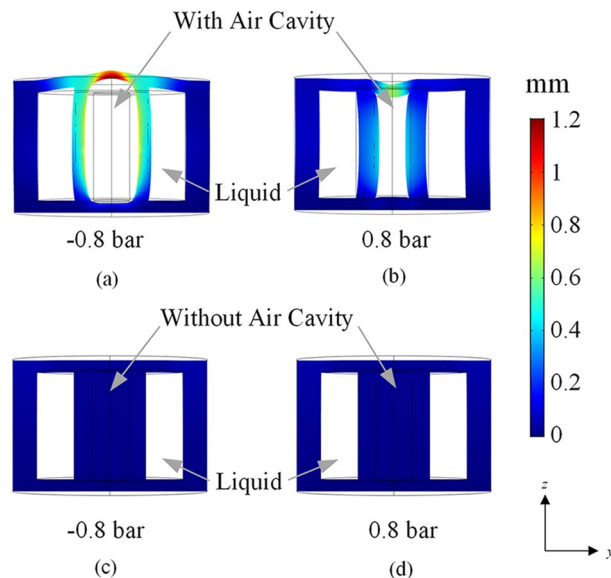 With Air Cavity
mm
1.2
1
0.8
0.6
0.4
0.2
0
Liquid
-0.8 bar
0.8 bar
(a)
(b)
Without Air Cavity
Liquid
-0.8 bar
0.8 bar
(c)
(d)
z
y